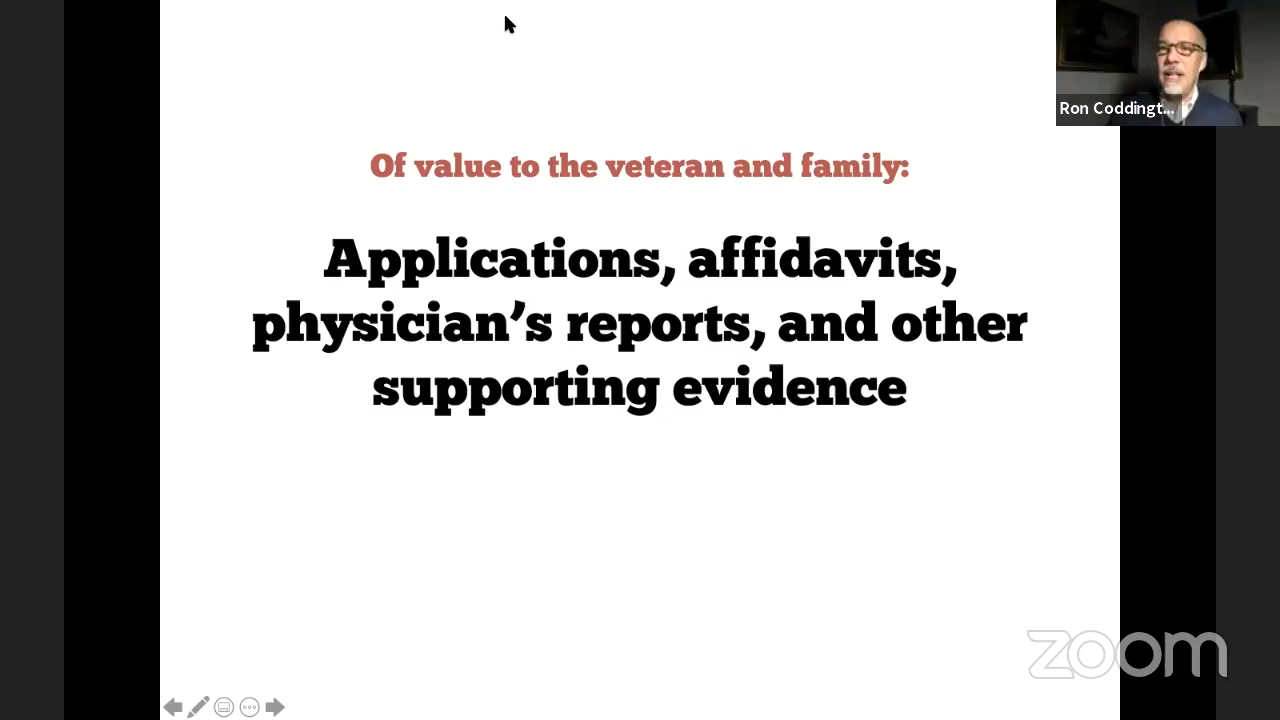 Ron Coddingt...
Of value to the veteran and family:
Applications, affidavits,
physician’s reports, and other
supporting evidence
zoom